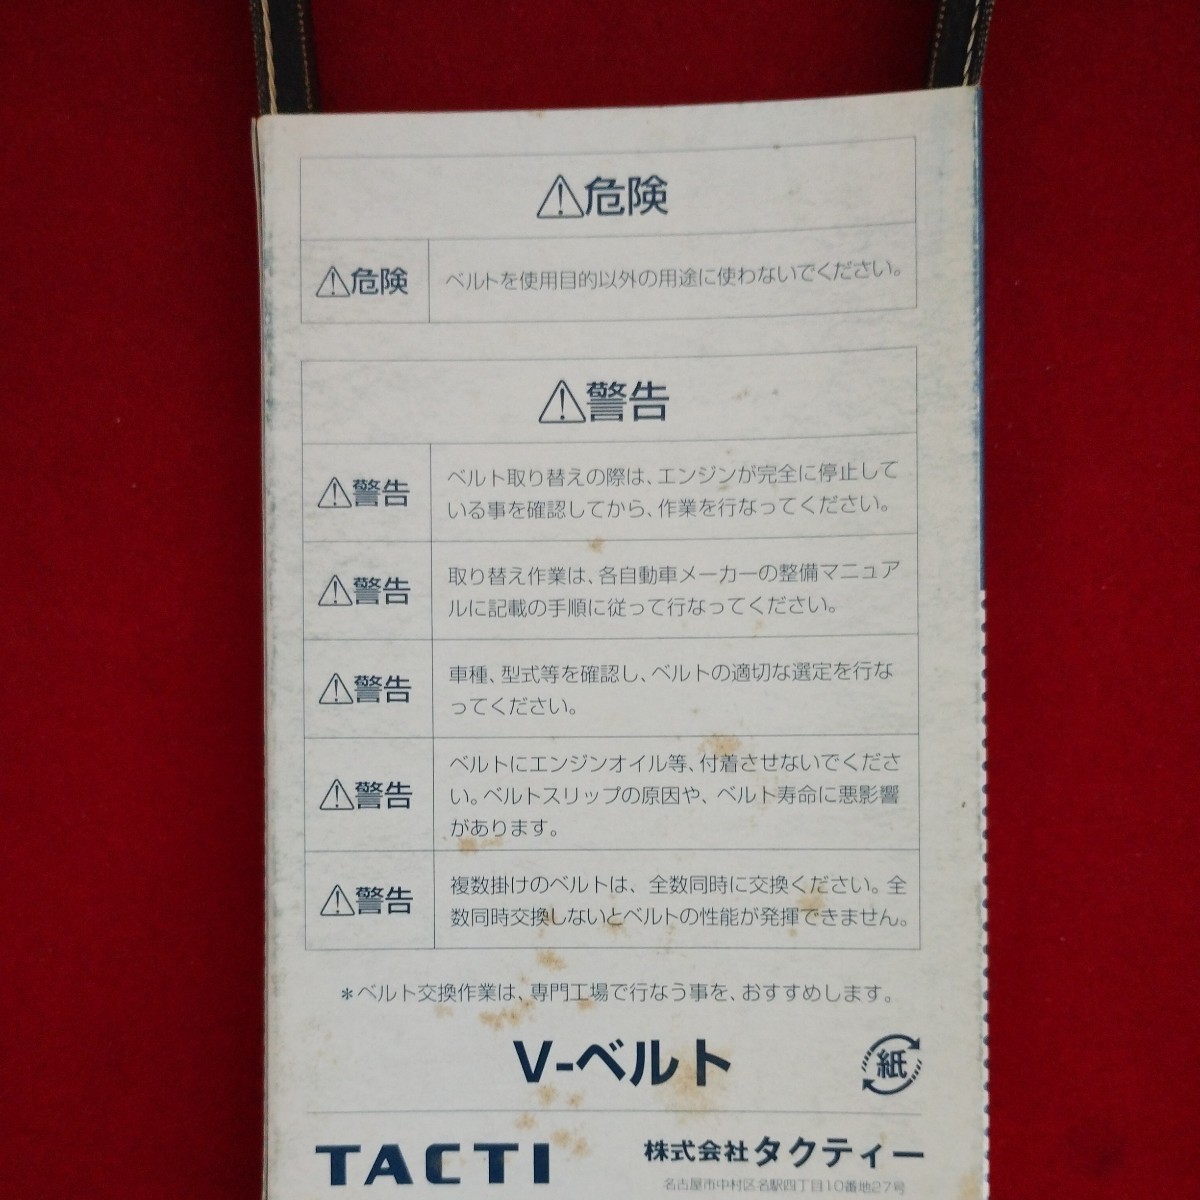 ⚠危険
⚠危険 ベルトを使用目的以外の用途に使わないでください。
⚠警告
⚠警告 ベルト取り替えの際は、エンジンが完全に停止して
いる事を確認してから、作業を行なってください。
⚠警告 取り替え作業は、各自動車メーカーの整備マニュア
ルに記載の手順に従って行なってください。
⚠警告 車種、型式等を確認し、ベルトの適切な選定を行な
ってください。
⚠警告 ベルトにエンジンオイル等、付着させないでくださ
い。ベルトスリップの原因や、ベルト寿命に悪影響
があります。
⚠警告 複数掛けのベルトは、全数同時に交換ください。全
数同時交換しないとベルトの性能が発揮できません。
＊ベルト交換作業は、専門工場で行なう事を、おすすめします。
V-ベルト
紙
TACTI 株式会社タクティー
名古屋市中村区名駅四丁目10番地27号